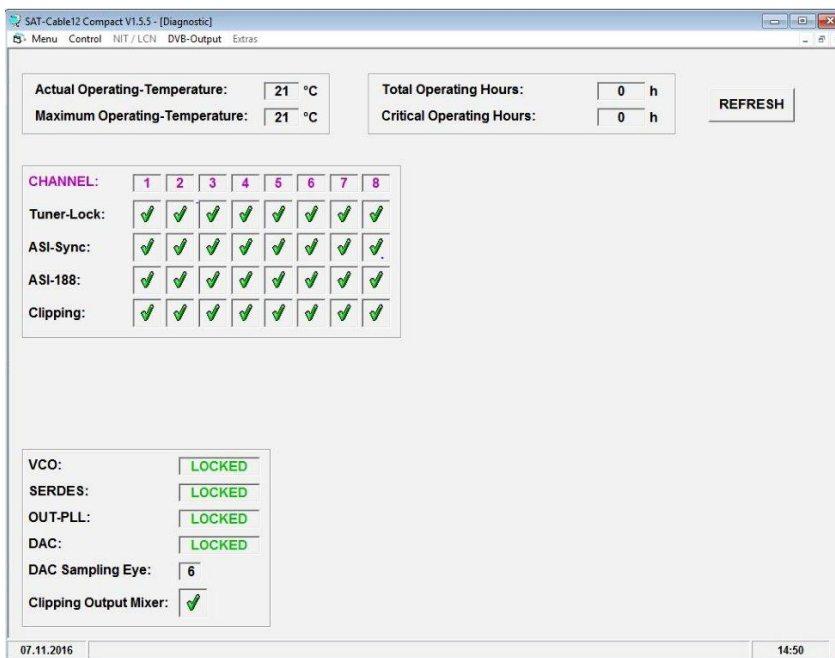 SAT-Cable12 Compact V1.5.5 - [Diagnostic]
Menu Control NIT / LCN DVB-Output Extras
Actual Operating-Temperature: 21 °C
Maximum Operating-Temperature: 21 °C
Total Operating Hours: 0 h
Critical Operating Hours: 0 h
REFRESH
CHANNEL: 1 2 3 4 5 6 7 8
Tuner-Lock:
ASI-Sync:
ASI-188:
Clipping:
VCO: LOCKED
SERDES: LOCKED
OUT-PLL: LOCKED
DAC: LOCKED
DAC Sampling Eye: 6
Clipping Output Mixer:
07.11.2016 14:50